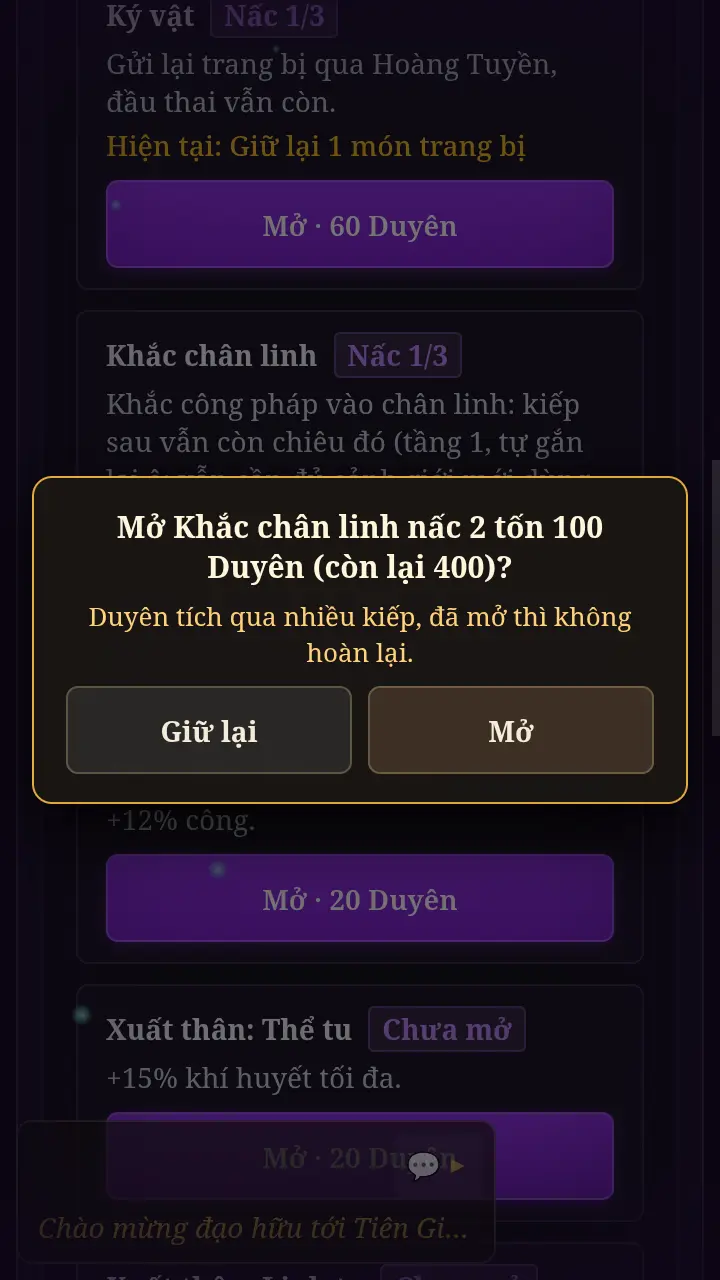 Ký vật Nấc 1/3
Gửi lại trang bị qua Hoàng Tuyền,
đầu thai vẫn còn.
Hiện tại: Giữ lại 1 món trang bị
Mở · 60 Duyên
Khắc chân linh Nấc 1/3
Khắc công pháp vào chân linh: kiếp
sau vẫn còn chiêu đó (tầng 1, tự gắn
Mở Khắc chân linh nấc 2 tốn 100
Duyên (còn lại 400)?
Duyên tích qua nhiều kiếp, đã mở thì không
hoàn lại.
Giữ lại Mở
+12% công.
Mở · 20 Duyên
Xuất thân: Thể tu Chưa mở
+15% khí huyết tối đa.
Mở · 20 Duyên
Chào mừng đạo hữu tới Tiên Gi...